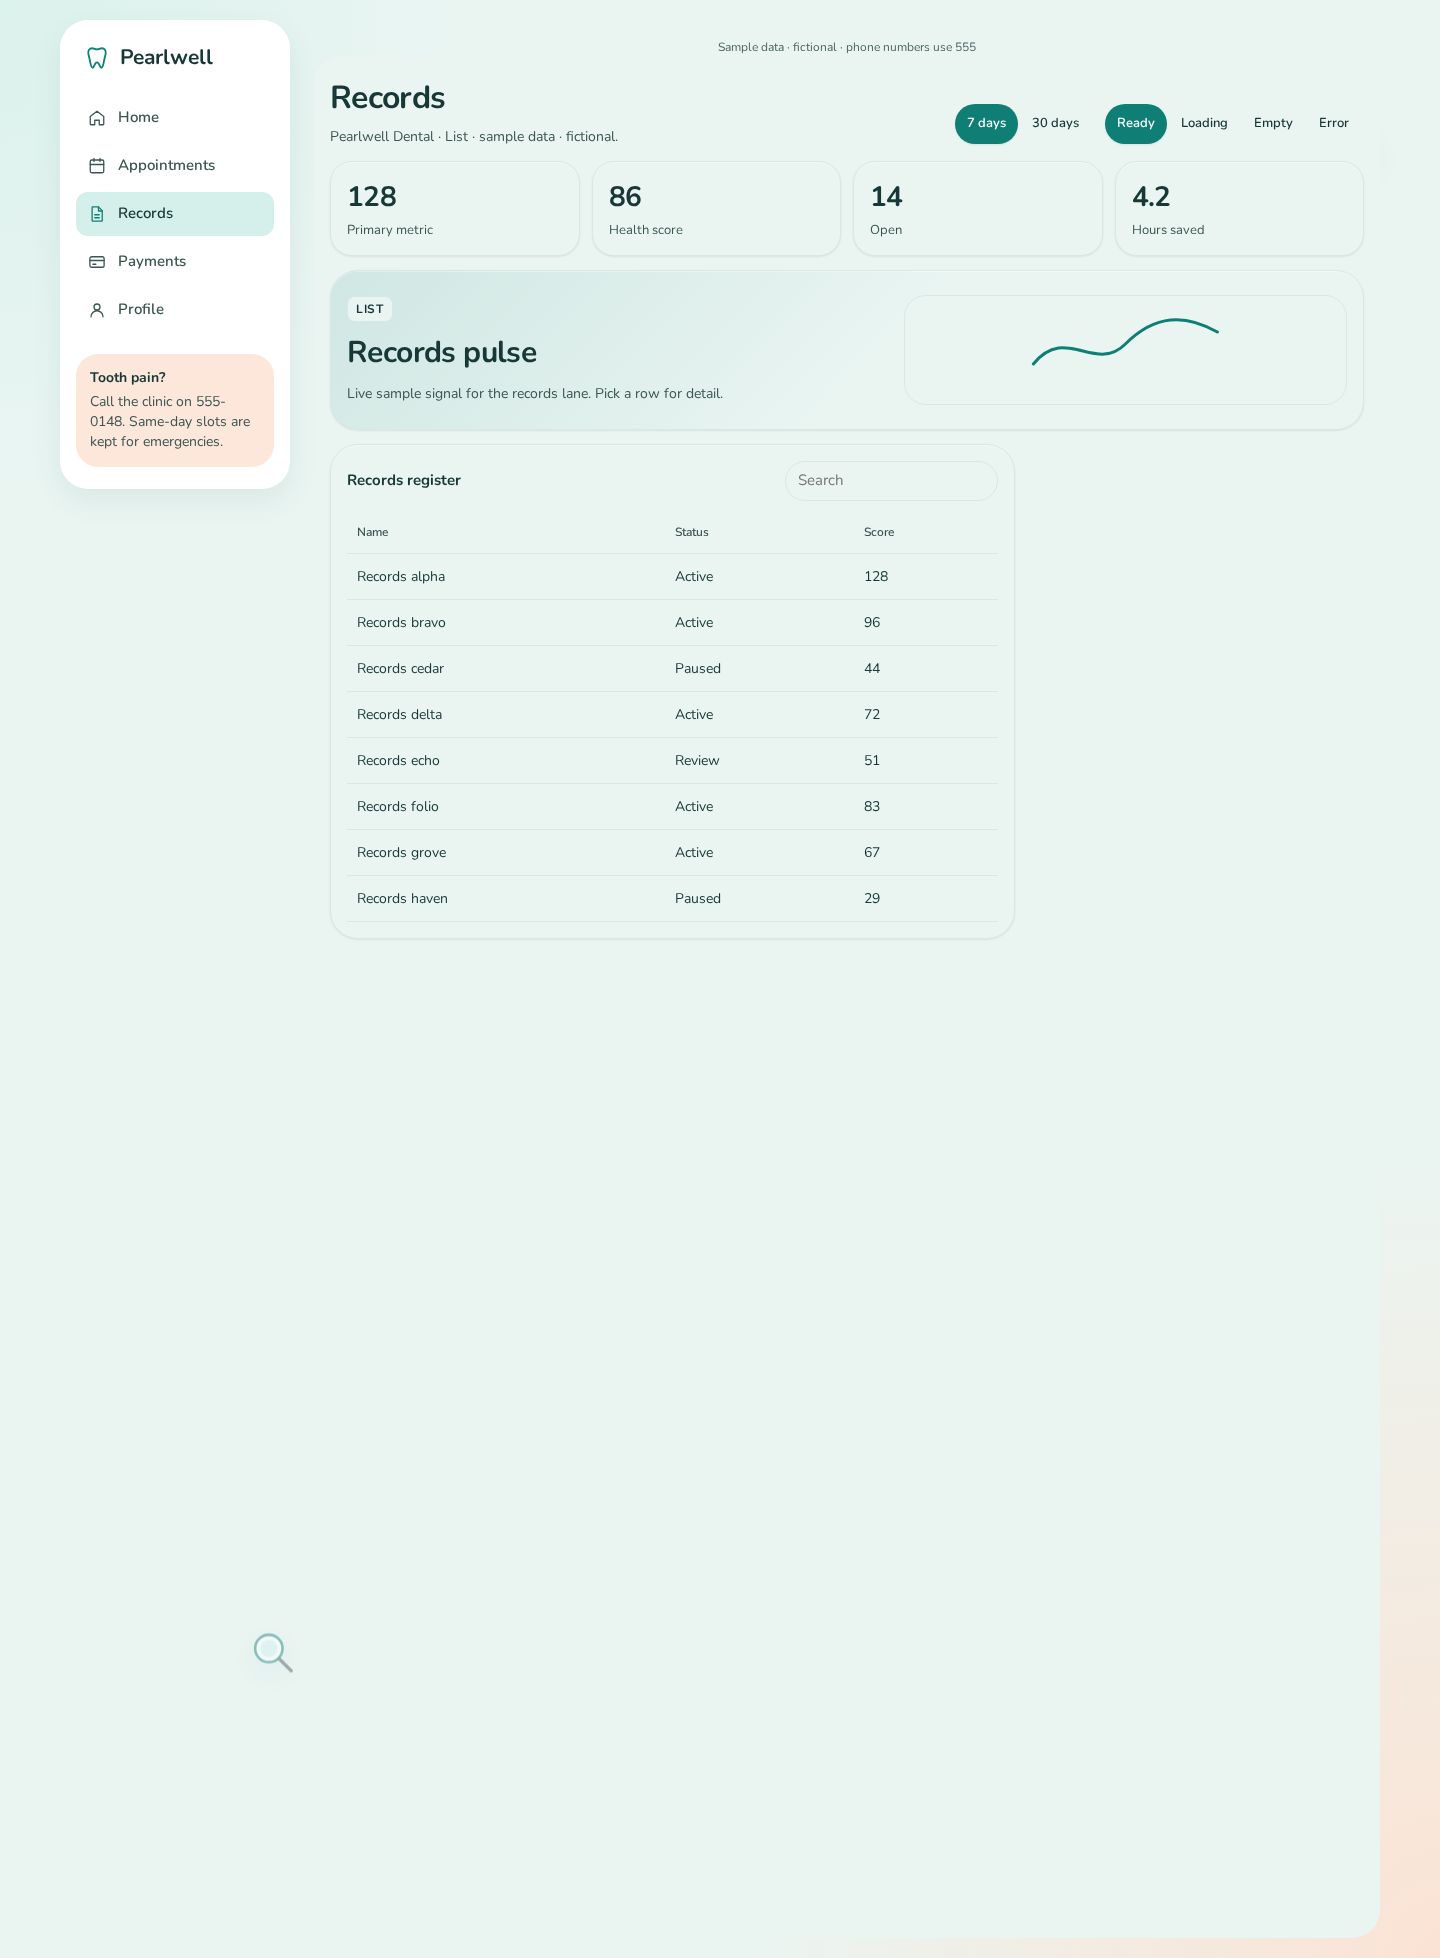 Pearlwell
Home
Appointments
Records
Payments
Profile
Tooth pain?
Call the clinic on 555-
0148. Same-day slots are
kept for emergencies.
Sample data · fictional · phone numbers use 555
Records
Pearlwell Dental · List · sample data · fictional.
7 days 30 days Ready Loading Empty Error
128
Primary metric
86
Health score
14
Open
4.2
Hours saved
LIST
Records pulse
Live sample signal for the records lane. Pick a row for detail.
Records register
Search
Name Status Score
Records alpha Active 128
Records bravo Active 96
Records cedar Paused 44
Records delta Active 72
Records echo Review 51
Records folio Active 83
Records grove Active 67
Records haven Paused 29